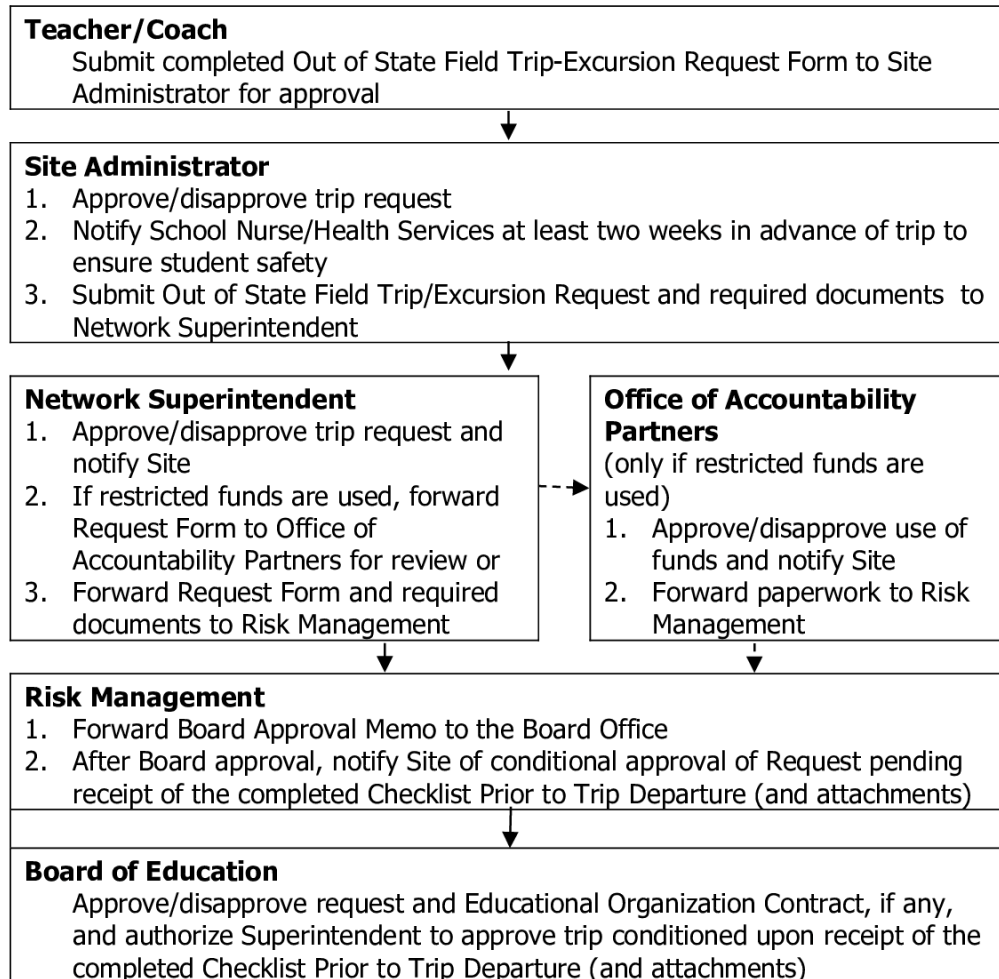 Teacher/Coach
Submit completed Out of State Field Trip-Excursion Request Form to Site
Administrator for approval
Site Administrator
1. Approve/disapprove trip request
2. Notify School Nurse/Health Services at least two weeks in advance of trip to
ensure student safety
3. Submit Out of State Field Trip/Excursion Request and required documents to
Network Superintendent
Network Superintendent
1. Approve/disapprove trip request and
notify Site
2. If restricted funds are used, forward
Request Form to Office of
Accountability Partners for review or
3. Forward Request Form and required
documents to Risk Management
Office of Accountability
Partners
(only if restricted funds are
used)
1. Approve/disapprove use of
funds and notify Site
2. Forward paperwork to Risk
Management
Risk Management
1. Forward Board Approval Memo to the Board Office
2. After Board approval, notify Site of conditional approval of Request pending
receipt of the completed Checklist Prior to Trip Departure (and attachments)
Board of Education
Approve/disapprove request and Educational Organization Contract, if any,
and authorize Superintendent to approve trip conditioned upon receipt of the
completed Checklist Prior to Trip Departure (and attachments)